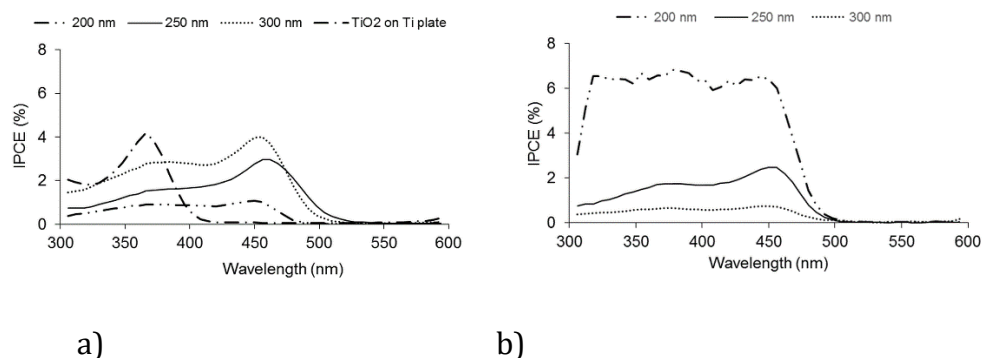 200 nm 250 nm 300 nm TiO2 on Ti plate
8
6
4
2
0
IPCE (%)
300 350 400 450 500 550 600
Wavelength (nm)
a)
200 nm 250 nm 300 nm
8
6
4
2
0
IPCE (%)
300 350 400 450 500 550 600
Wavelength (nm)
b)